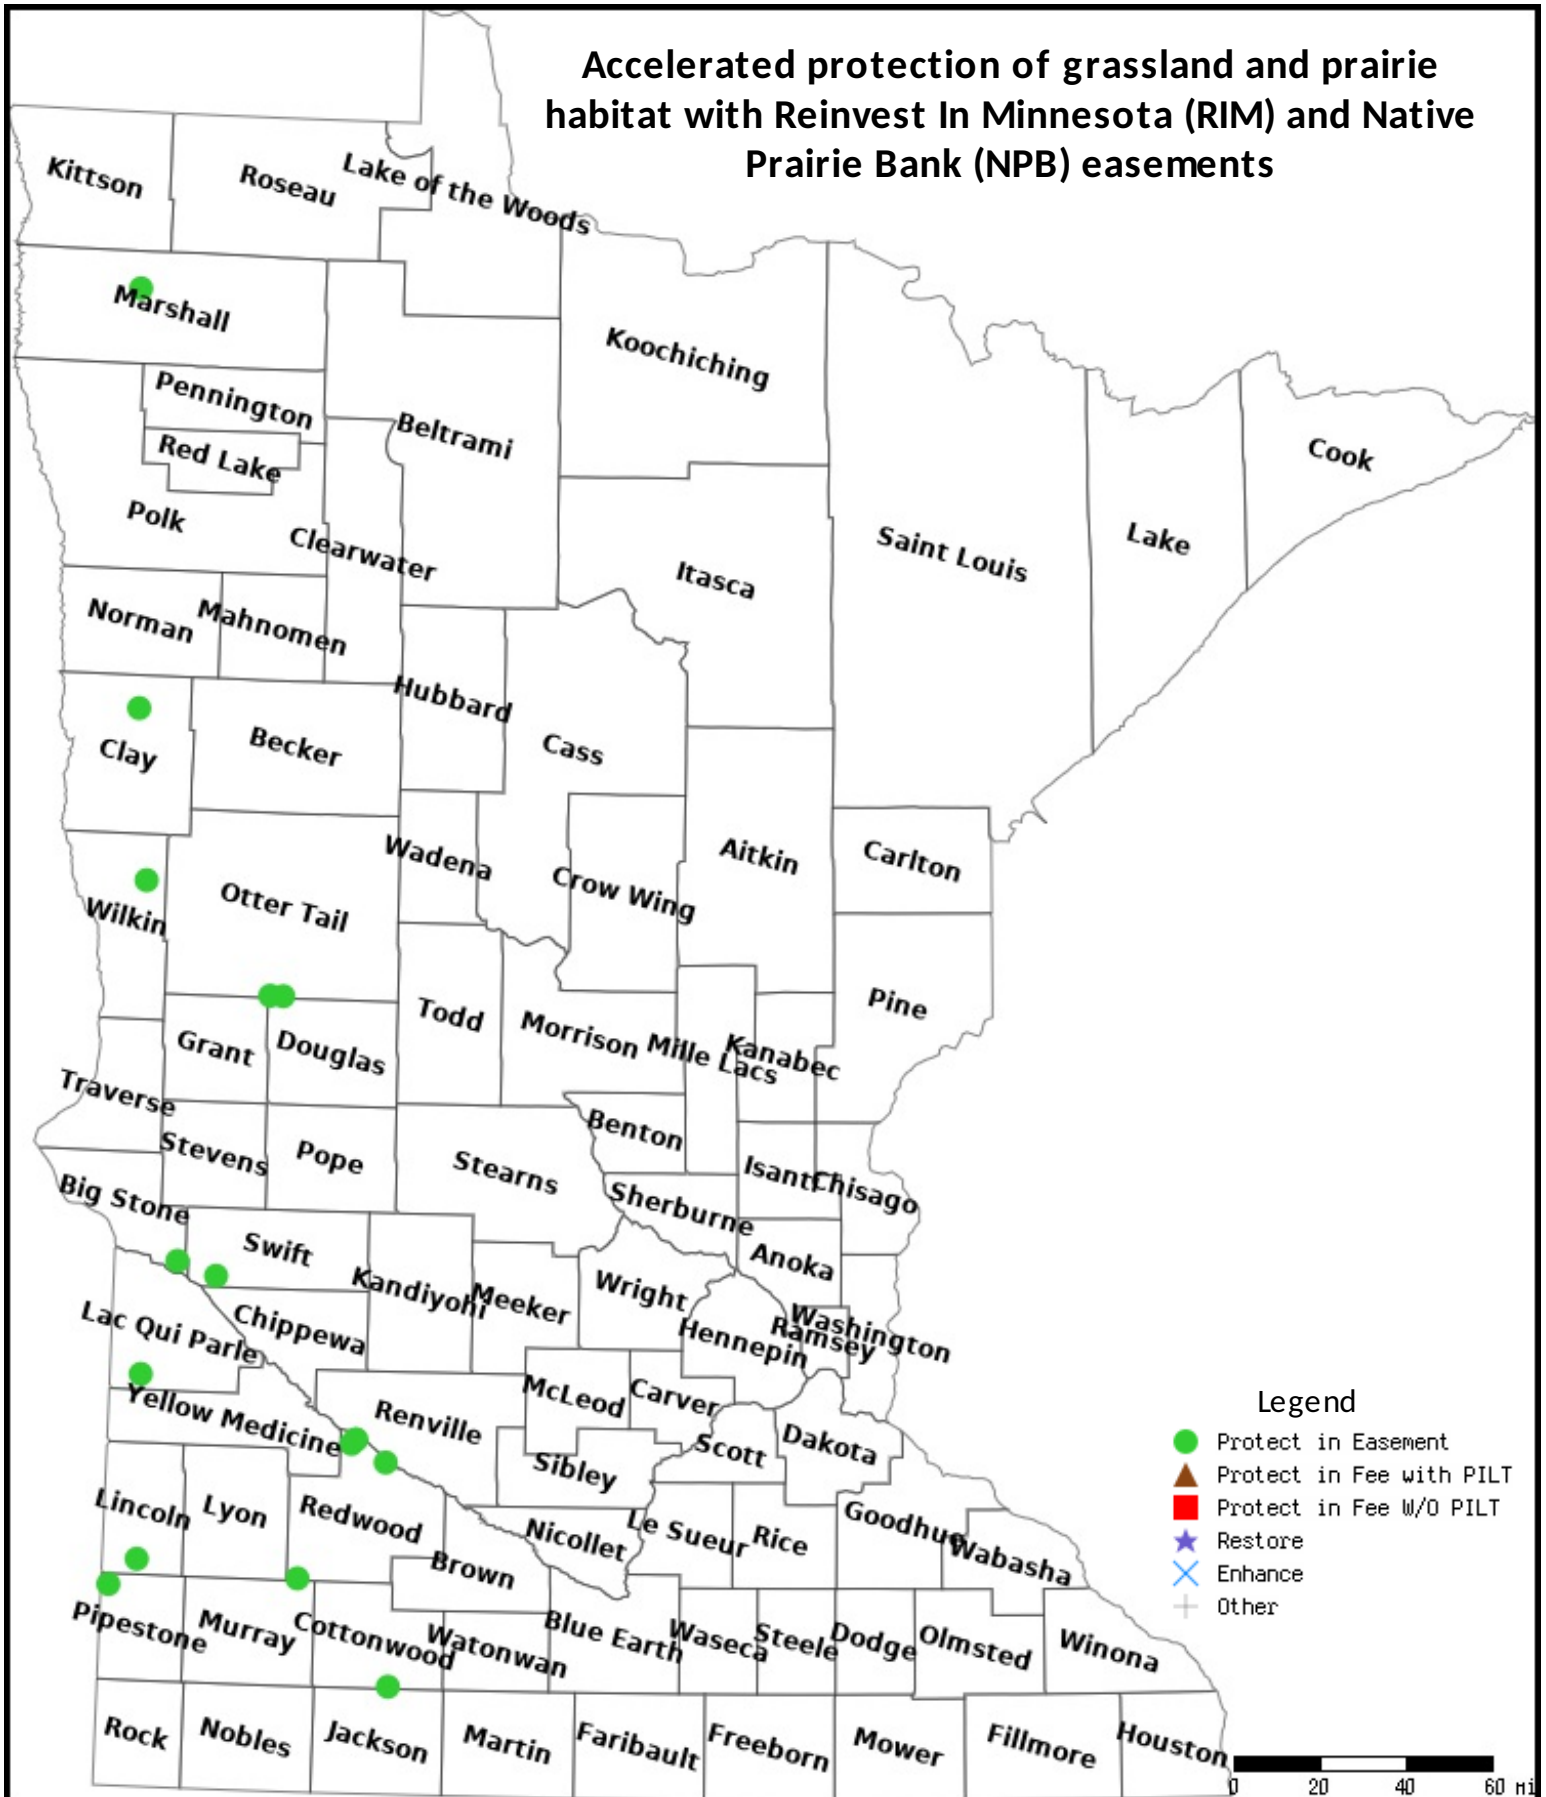 Accelerated protection of grassland and prairie
habitat with Reinvest In Minnesota (RIM) and Native
Prairie Bank (NPB) easements
Kittson
Roseau
Lake of the Woods
Marshall
Koochiching
Pennington
Beltrami
Red Lake
Cook
Polk
Clearwater
Saint Louis
Lake
Itasca
Norman
Mahnomen
Hubbard
Clay
Becker
Cass
Wadena
Aitkin
Carlton
Crow Wing
Otter Tail
Wilkin
Pine
Todd
Morrison
Mille Lacs
Kanabec
Grant
Douglas
Traverse
Benton
Stevens
Pope
Stearns
Isanti
Chisago
Big Stone
Sherburne
Swift
Anoka
Kandiyohi
Meeker
Wright
Lac Qui Parle
Chippewa
Hennepin
Ramsey
Washington
McLeod
Carver
Yellow Medicine
Renville
Scott
Dakota
Sibley
Lincoln
Lyon
Redwood
Nicollet
Le Sueur
Rice
Goodhue
Wabasha
Brown
Pipestone
Murray
Cottonwood
Watonwan
Blue Earth
Waseca
Steele
Dodge
Olmsted
Winona
Rock
Nobles
Jackson
Martin
Faribault
Freeborn
Mower
Fillmore
Houston
Legend
Protect in Easement
Protect in Fee with PILT
Protect in Fee W/O PILT
Restore
Enhance
Other
0 20 40 60 mi